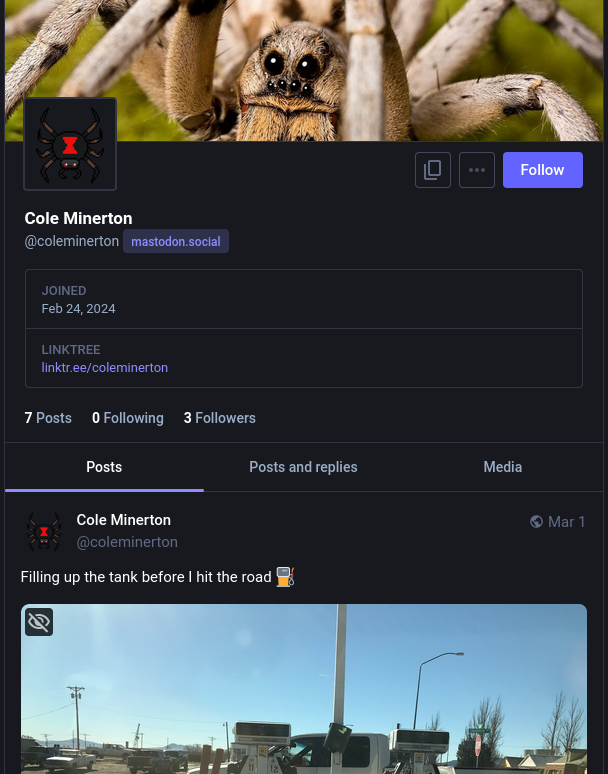 Follow
Cole Minerton
@coleminerton mastodon.social
JOINED
Feb 24, 2024
LINKTREE
linktr.ee/coleminerton
7 Posts 0 Following 3 Followers
Posts Posts and replies Media
Cole Minerton Mar 1
@coleminerton
Filling up the tank before I hit the road ⛽